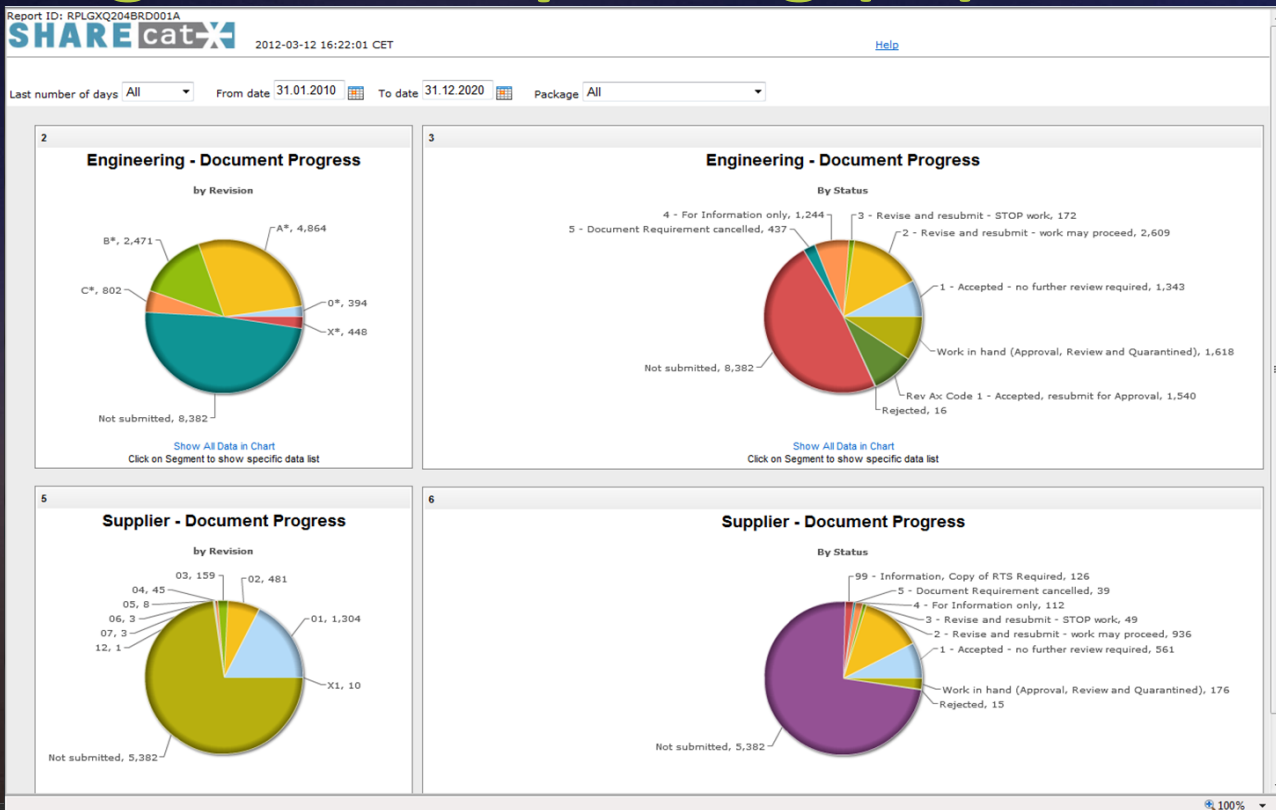 Report ID: RPLGXQ204BRD001A
SHARE cat-X
2012-03-12 16:22:01 CET
Help
Last number of days All From date 31.01.2010 To date 31.12.2020 Package All
2
Engineering - Document Progress
by Revision
A*, 4,864
B*, 2,471
C*, 802
0*, 394
X*, 448
Not submitted, 8,382
Show All Data in Chart
Click on Segment to show specific data list
3
Engineering - Document Progress
By Status
4 - For Information only, 1,244
3 - Revise and resubmit - STOP work, 172
5 - Document Requirement cancelled, 437
2 - Revise and resubmit - work may proceed, 2,609
1 - Accepted - no further review required, 1,343
Work in hand (Approval, Review and Quarantined), 1,618
Not submitted, 8,382
Rev Ax Code 1 - Accepted, resubmit for Approval, 1,540
Rejected, 16
Show All Data in Chart
Click on Segment to show specific data list
5
Supplier - Document Progress
by Revision
03, 159
02, 481
04, 45
05, 8
06, 3
01, 1,304
07, 3
12, 1
X1, 10
Not submitted, 5,382
6
Supplier - Document Progress
By Status
99 - Information, Copy of RTS Required, 126
5 - Document Requirement cancelled, 39
4 - For Information only, 112
3 - Revise and resubmit - STOP work, 49
2 - Revise and resubmit - work may proceed, 936
1 - Accepted - no further review required, 561
Work in hand (Approval, Review and Quarantined), 176
Rejected, 15
Not submitted, 5,382
100%